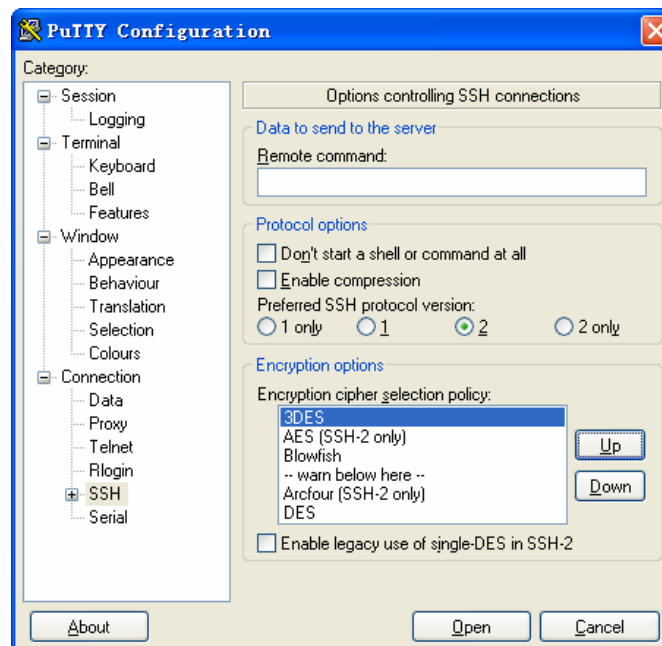 PuTTY Configuration
Category:
Session
Logging
Terminal
Keyboard
Bell
Features
Window
Appearance
Behaviour
Translation
Selection
Colours
Connection
Data
Proxy
Telnet
Rlogin
SSH
Serial
Options controlling SSH connections
Data to send to the server
Remote command:
Protocol options
Don't start a shell or command at all
Enable compression
Preferred SSH protocol version:
1 only 1 2 2 only
Encryption options
Encryption cipher selection policy:
3DES
AES (SSH-2 only)
Blowfish
-- warn below here --
Arcfour (SSH-2 only)
DES
Up
Down
Enable legacy use of single-DES in SSH-2
About Open Cancel